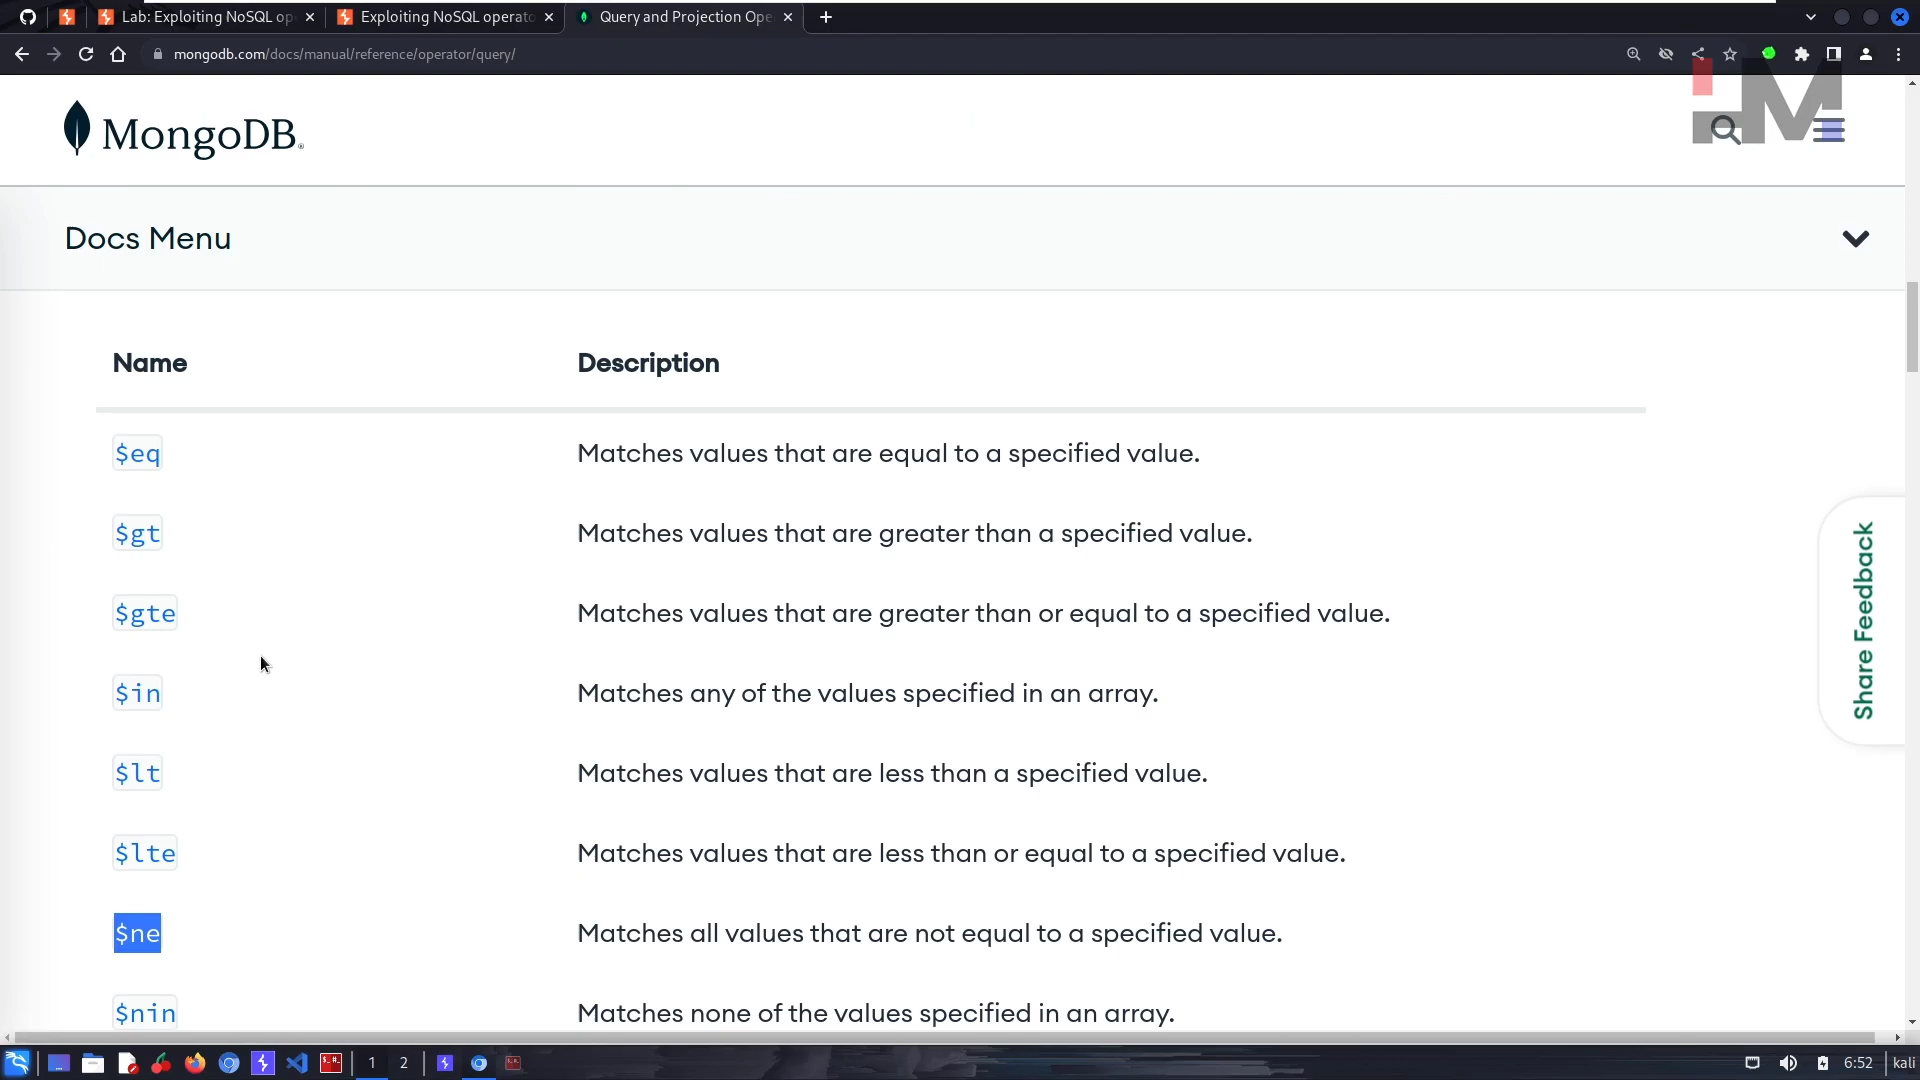 Lab: Exploiting NoSQL op
Exploiting NoSQL operato
Query and Projection Ope
mongodb.com/docs/manual/reference/operator/query/
MongoDB®
Docs Menu
Name
Description
$eq
Matches values that are equal to a specified value.
$gt
Matches values that are greater than a specified value.
$gte
Matches values that are greater than or equal to a specified value.
$in
Matches any of the values specified in an array.
$lt
Matches values that are less than a specified value.
$lte
Matches values that are less than or equal to a specified value.
$ne
Matches all values that are not equal to a specified value.
$nin
Matches none of the values specified in an array.
Share Feedback
1
2
6:52
kali